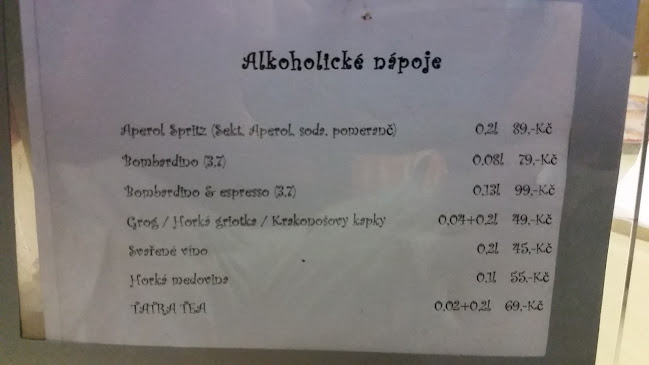 Alkoholické nápoje
Aperol Spritz (Sekt, Aperol, soda, pomeranč) 0,2l 89,-Kč
Bombardino (3,7) 0,08l 79,-Kč
Bombardino & espresso (3,7) 0,13l 99,-Kč
Grog / Horká griotka / Krakonošovy kapky 0,04+0,2l 49,-Kč
Svařené víno 0,2l 45,-Kč
Horká medovina 0,1l 55,-Kč
TATRA TEA 0,02+0,2l 69,-Kč